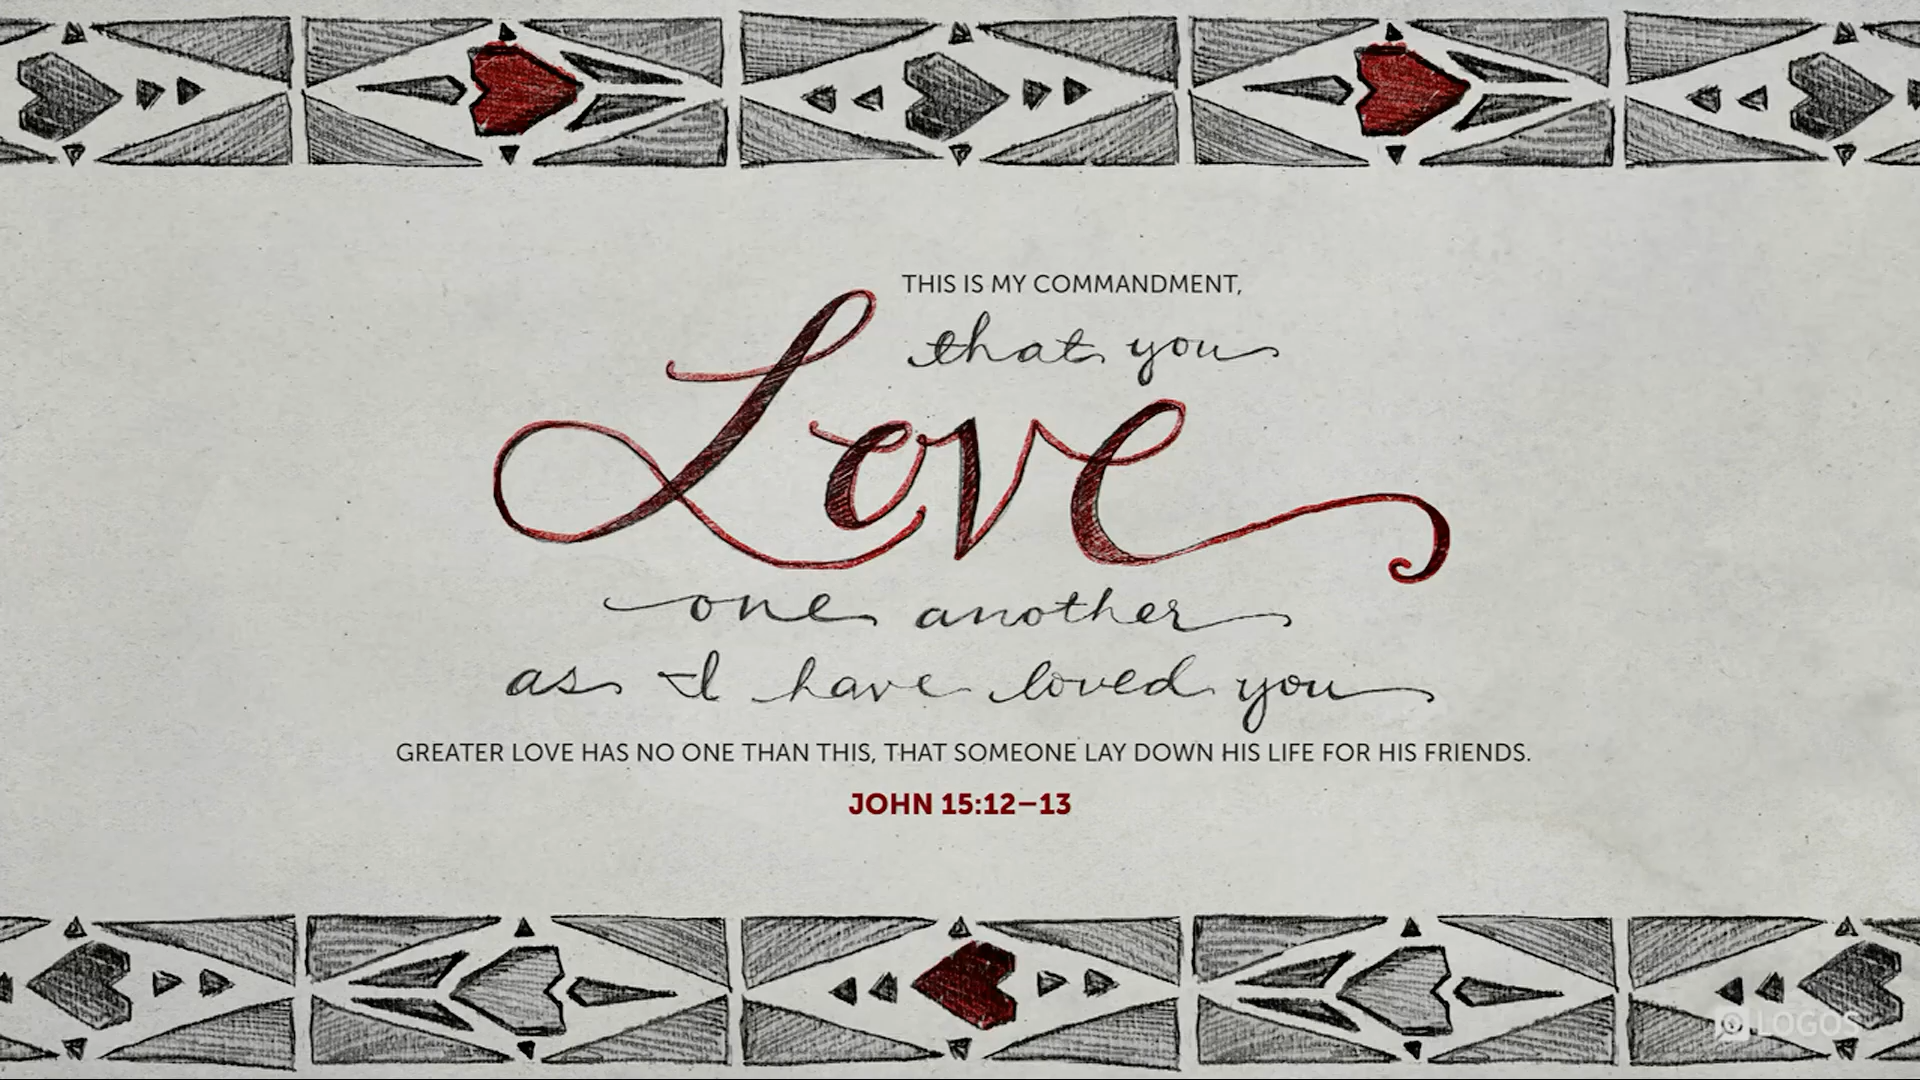 THIS IS MY COMMANDMENT,
that you
Love
one another
as I have loved you
GREATER LOVE HAS NO ONE THAN THIS, THAT SOMEONE LAY DOWN HIS LIFE FOR HIS FRIENDS.
JOHN 15:12–13
LOGOS